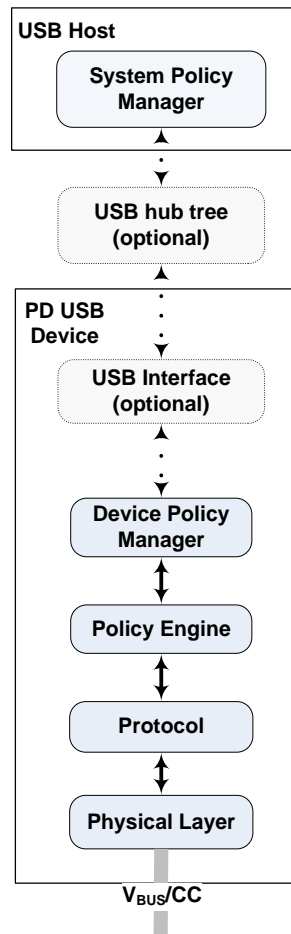 USB Host
System Policy
Manager
USB hub tree
(optional)
PD USB
Device
USB Interface
(optional)
Device Policy
Manager
Policy Engine
Protocol
Physical Layer
VBUS/CC